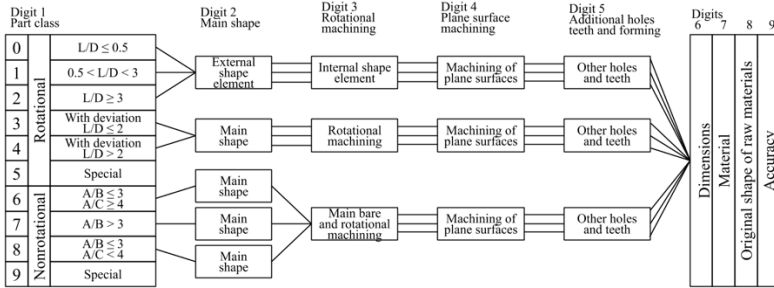 Digit 1
Part class
Digit 2
Main shape
Digit 3
Rotational
machining
Digit 4
Plane surface
machining
Digit 5
Additional holes
teeth and forming
Digits
6 7 8 9
0
L/D ≤ 0.5
1
0.5 < L/D < 3
2
L/D ≥ 3
3
With deviation
L/D ≤ 2
4
With deviation
L/D > 2
5
Special
Rotational
6
A/B ≤ 3
A/C ≥ 4
7
A/B > 3
8
A/B ≤ 3
A/C < 4
9
Special
Nonrotational
External
shape
element
Internal shape
element
Machining of
plane surfaces
Other holes
and teeth
Main
shape
Rotational
machining
Machining of
plane surfaces
Other holes
and teeth
Main
shape
Main
shape
Main
shape
Main bare
and rotational
machining
Machining of
plane surfaces
Other holes
and teeth
Dimensions
Material
Original shape of raw materials
Accuracy